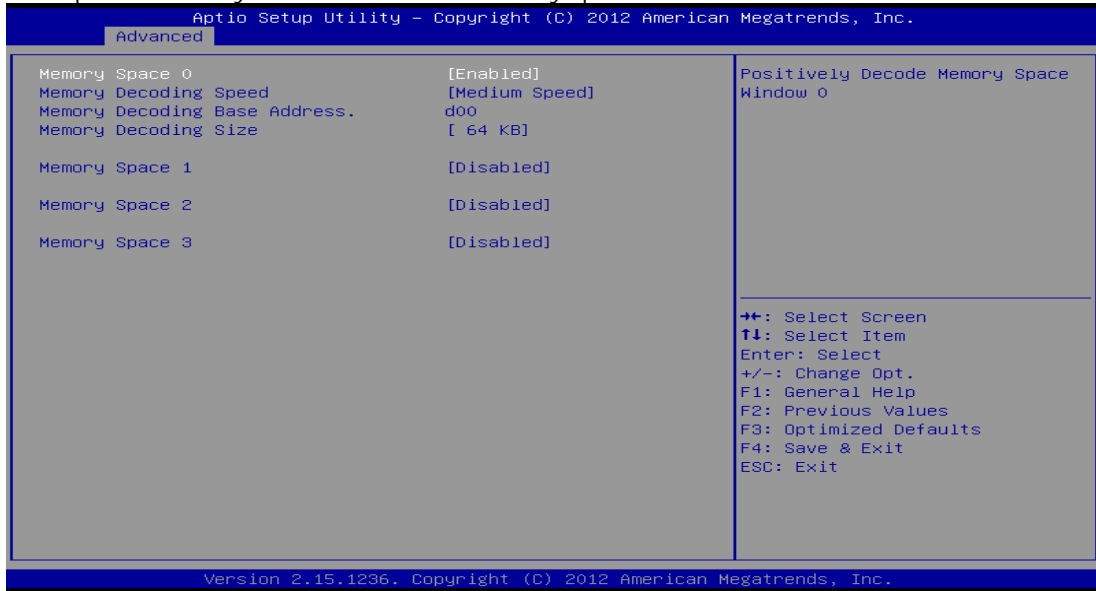 Aptio Setup Utility – Copyright (C) 2012 American Megatrends, Inc.
Advanced
Memory Space 0 [Enabled]
Memory Decoding Speed [Medium Speed]
Memory Decoding Base Address. d00
Memory Decoding Size [ 64 KB]
Memory Space 1 [Disabled]
Memory Space 2 [Disabled]
Memory Space 3 [Disabled]
Positively Decode Memory Space
Window 0
→←: Select Screen
↑↓: Select Item
Enter: Select
+/-: Change Opt.
F1: General Help
F2: Previous Values
F3: Optimized Defaults
F4: Save & Exit
ESC: Exit
Version 2.15.1236. Copyright (C) 2012 American Megatrends, Inc.